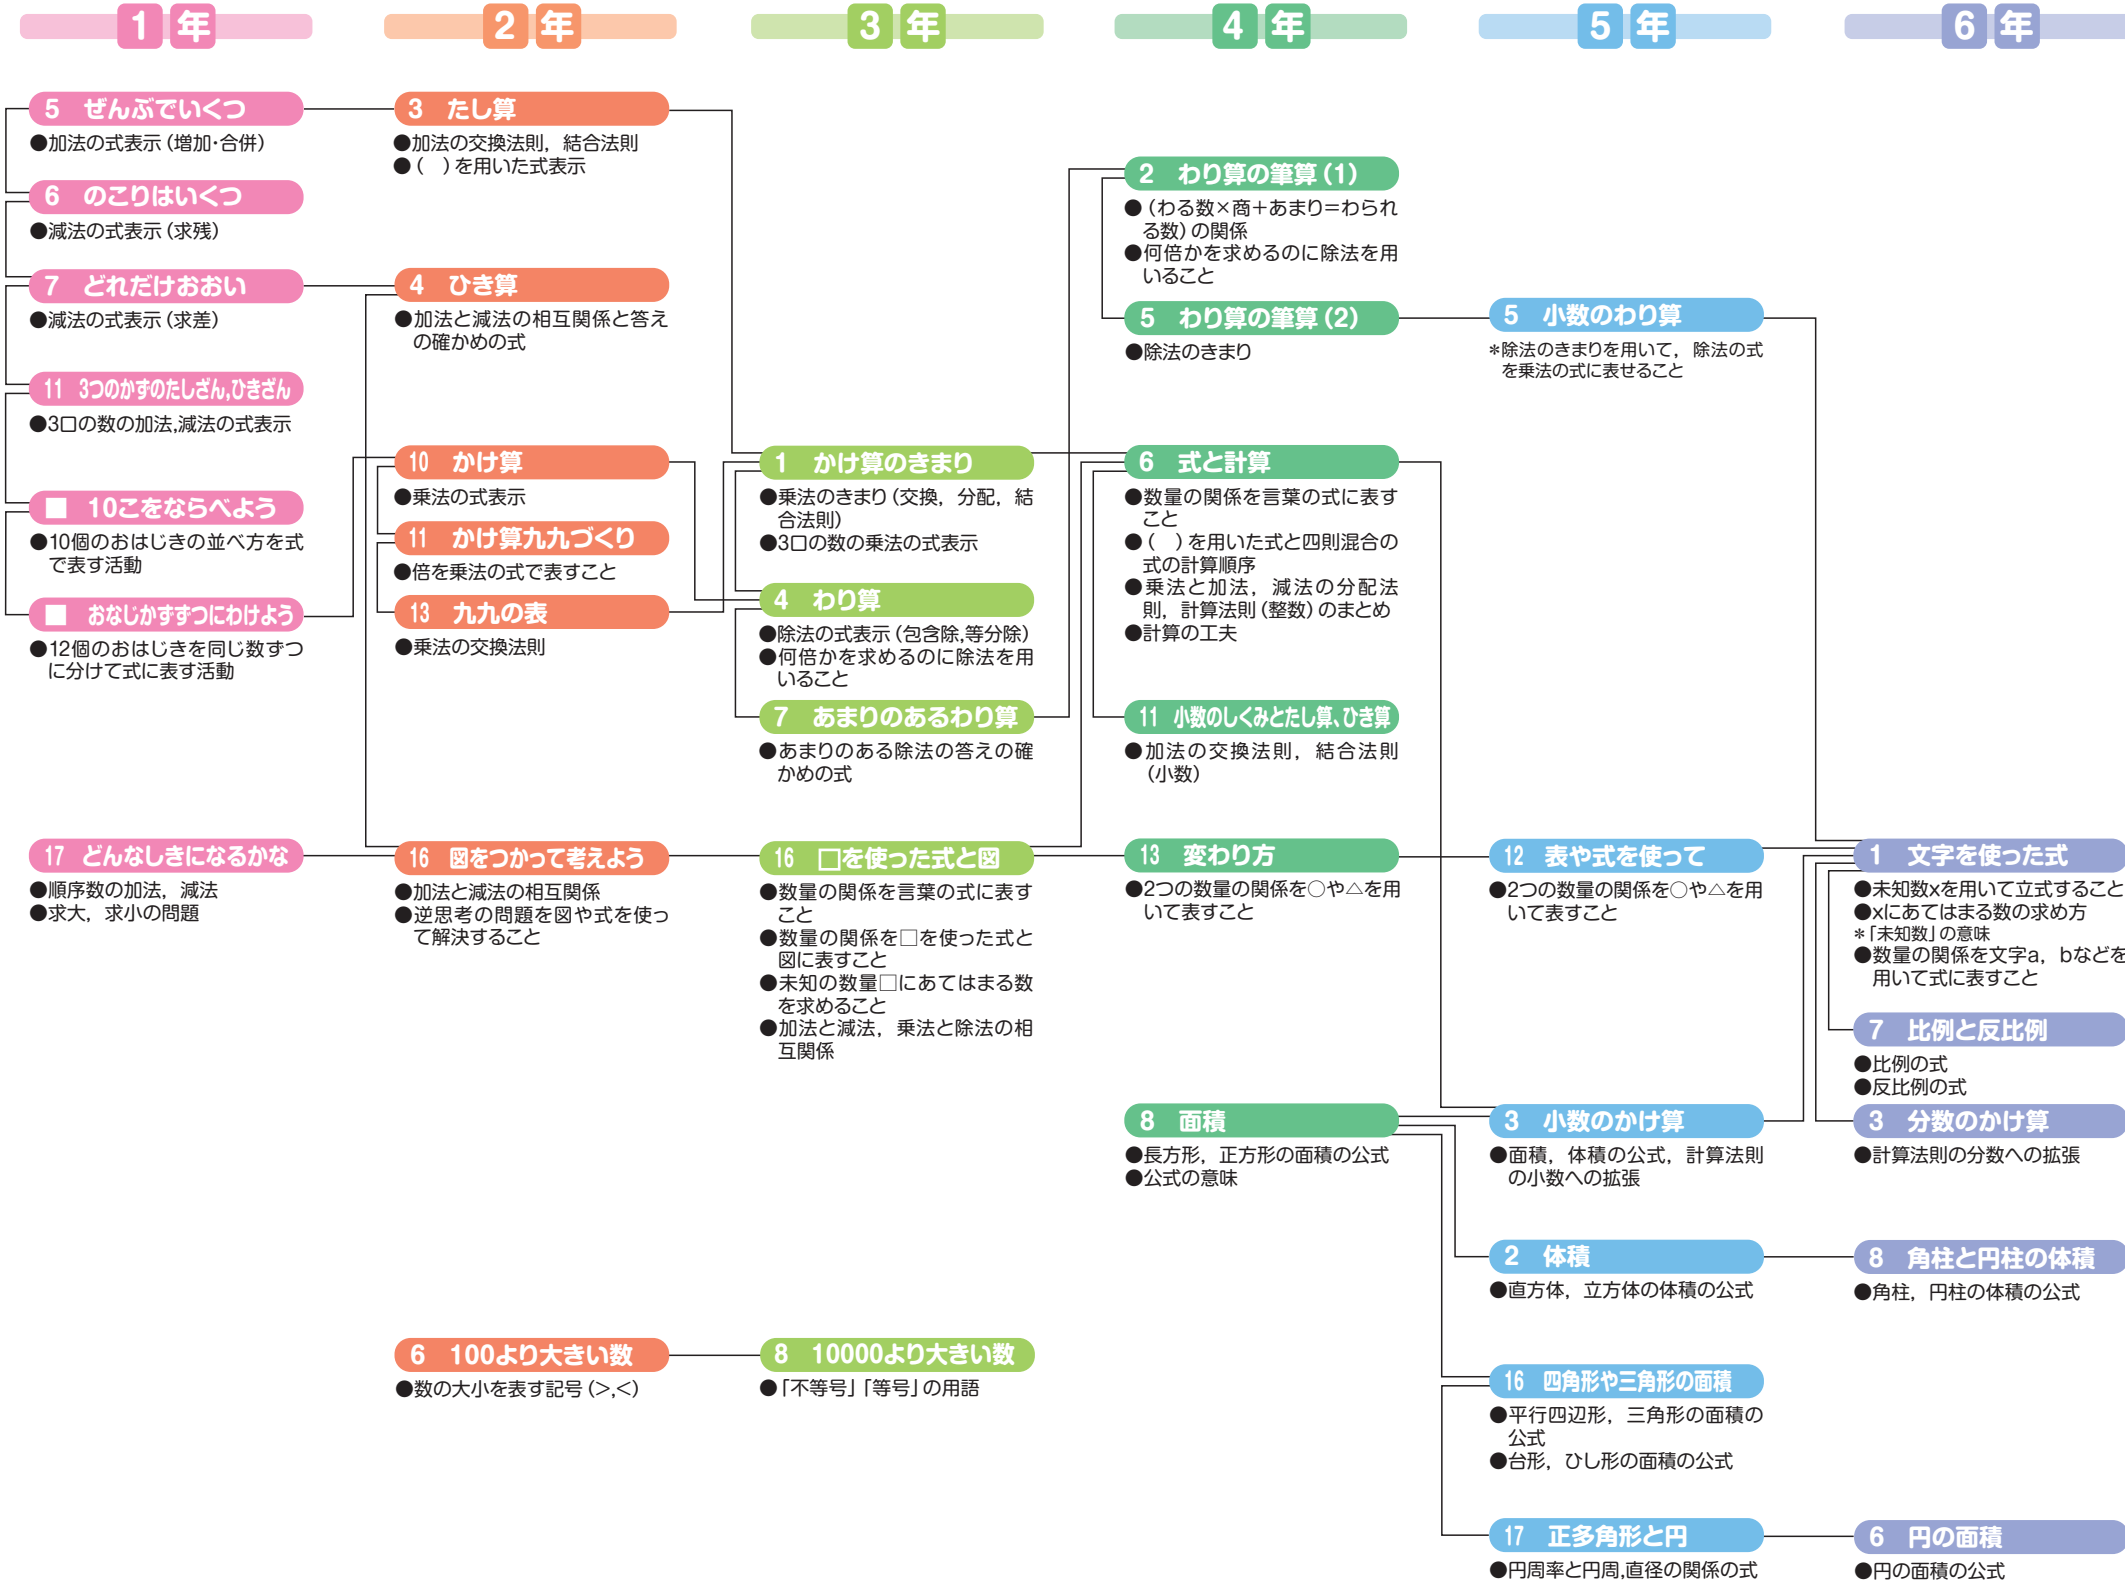 1年
2年
3年
4年
5年
6年
5 ぜんぶでいくつ
●加法の式表示(増加・合併)
6 のこりはいくつ
●減法の式表示(求残)
7 どれだけおおい
●減法の式表示(求差)
11 3つのかずのたしざん,ひきざん
●3口の数の加法,減法の式表示
■ 10こをならべよう
●10個のおはじきの並べ方を式
で表す活動
■ おなじかずずつにわけよう
●12個のおはじきを同じ数ずつ
に分けて式に表す活動
17 どんなしきになるかな
●順序数の加法,減法
●求大,求小の問題
3 たし算
●加法の交換法則,結合法則
●( )を用いた式表示
4 ひき算
●加法と減法の相互関係と答え
の確かめの式
10 かけ算
●乗法の式表示
11 かけ算九九づくり
●倍を乗法の式で表すこと
13 九九の表
●乗法の交換法則
16 図をつかって考えよう
●加法と減法の相互関係
●逆思考の問題を図や式を使っ
て解決すること
6 100より大きい数
●数の大小を表す記号(>,<)
1 かけ算のきまり
●乗法のきまり(交換,分配,結
合法則)
●3口の数の乗法の式表示
4 わり算
●除法の式表示(包含除,等分除)
●何倍かを求めるのに除法を用
いること
7 あまりのあるわり算
●あまりのある除法の答えの確
かめの式
16 □を使った式と図
●数量の関係を言葉の式に表す
こと
●数量の関係を□を使った式と
図に表すこと
●未知の数量□にあてはまる数
を求めること
●加法と減法,乗法と除法の相
互関係
8 10000より大きい数
●「不等号」「等号」の用語
2 わり算の筆算(1)
●(わる数×商+あまり=わられ
る数)の関係
●何倍かを求めるのに除法を用
いること
5 わり算の筆算(2)
●除法のきまり
6 式と計算
●数量の関係を言葉の式に表す
こと
●( )を用いた式と四則混合の
式の計算順序
●乗法と加法,減法の分配法
則,計算法則(整数)のまとめ
●計算の工夫
11 小数のしくみとたし算、ひき算
●加法の交換法則,結合法則
(小数)
13 変わり方
●2つの数量の関係を○や△を用
いて表すこと
8 面積
●長方形,正方形の面積の公式
●公式の意味
5 小数のわり算
*除法のきまりを用いて,除法の式
を乗法の式に表せること
12 表や式を使って
●2つの数量の関係を○や△を用
いて表すこと
3 小数のかけ算
●面積,体積の公式,計算法則
の小数への拡張
2 体積
●直方体,立方体の体積の公式
16 四角形や三角形の面積
●平行四辺形,三角形の面積の
公式
●台形,ひし形の面積の公式
17 正多角形と円
●円周率と円周,直径の関係の式
1 文字を使った式
●未知数xを用いて立式すること
●xにあてはまる数の求め方
*「未知数」の意味
●数量の関係を文字a,bなどを
用いて式に表すこと
7 比例と反比例
●比例の式
●反比例の式
3 分数のかけ算
●計算法則の分数への拡張
8 角柱と円柱の体積
●角柱,円柱の体積の公式
6 円の面積
●円の面積の公式